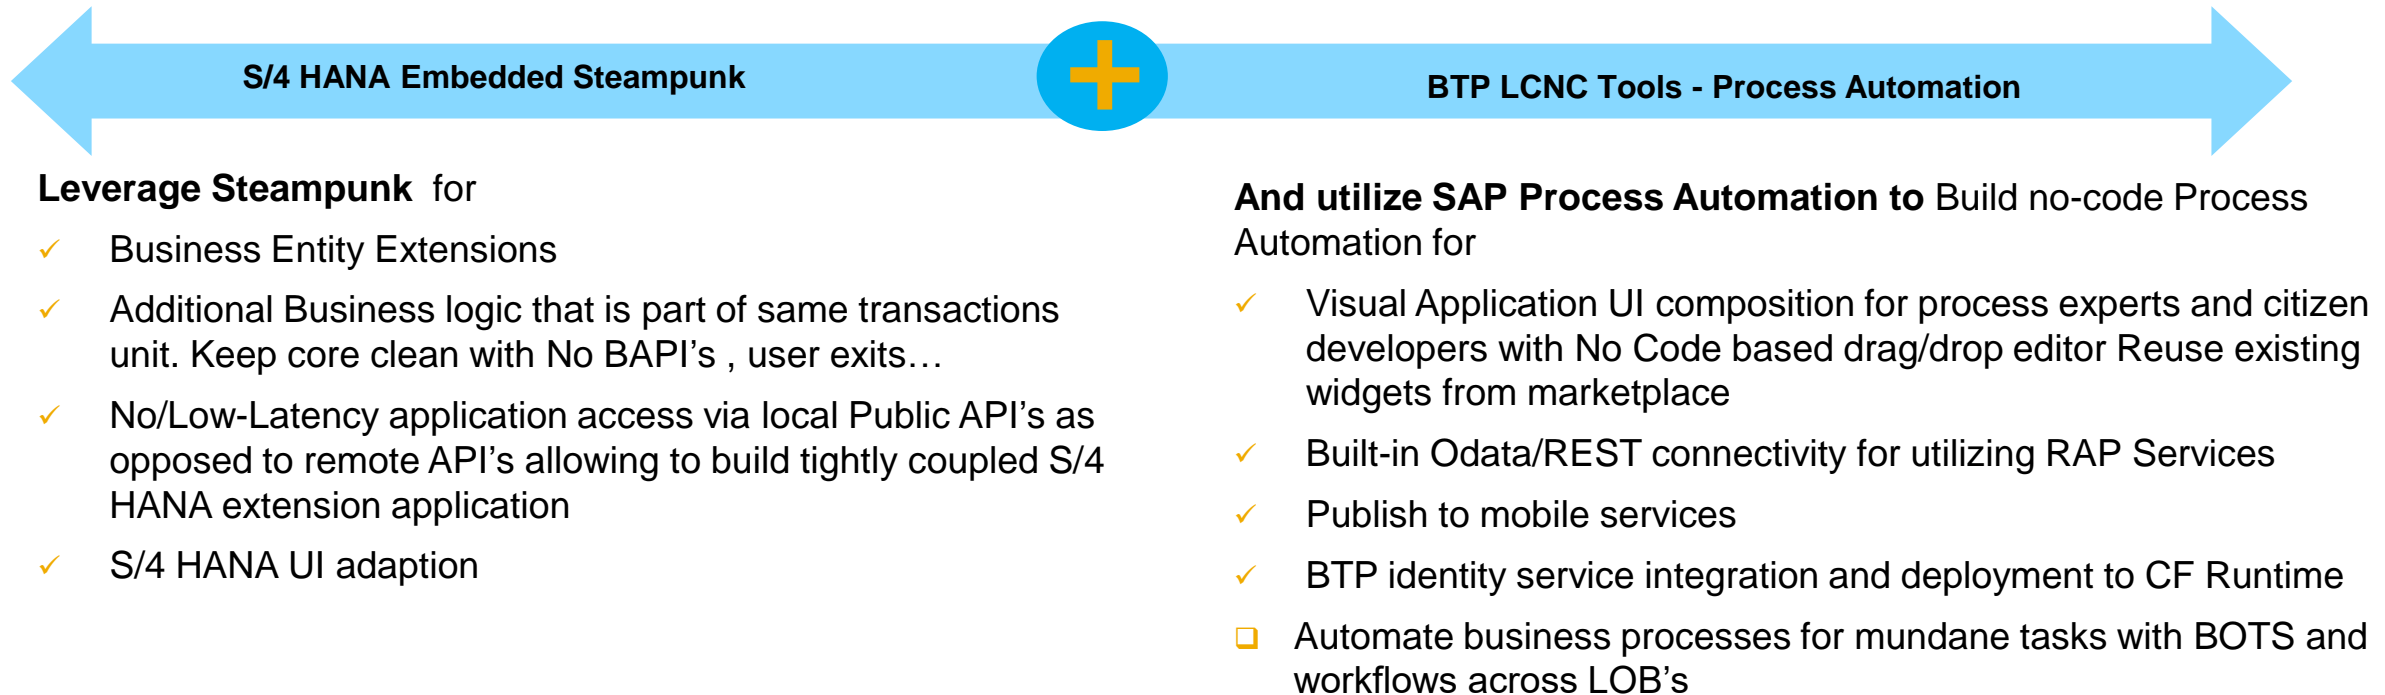 S/4 HANA Embedded Steampunk
BTP LCNC Tools - Process Automation
Leverage Steampunk for
Business Entity Extensions
Additional Business logic that is part of same transactions
unit. Keep core clean with No BAPI's , user exits…
No/Low-Latency application access via local Public API's as
opposed to remote API's allowing to build tightly coupled S/4
HANA extension application
S/4 HANA UI adaption
And utilize SAP Process Automation to Build no-code Process
Automation for
Visual Application UI composition for process experts and citizen
developers with No Code based drag/drop editor Reuse existing
widgets from marketplace
Built-in Odata/REST connectivity for utilizing RAP Services
Publish to mobile services
BTP identity service integration and deployment to CF Runtime
Automate business processes for mundane tasks with BOTS and
workflows across LOB's